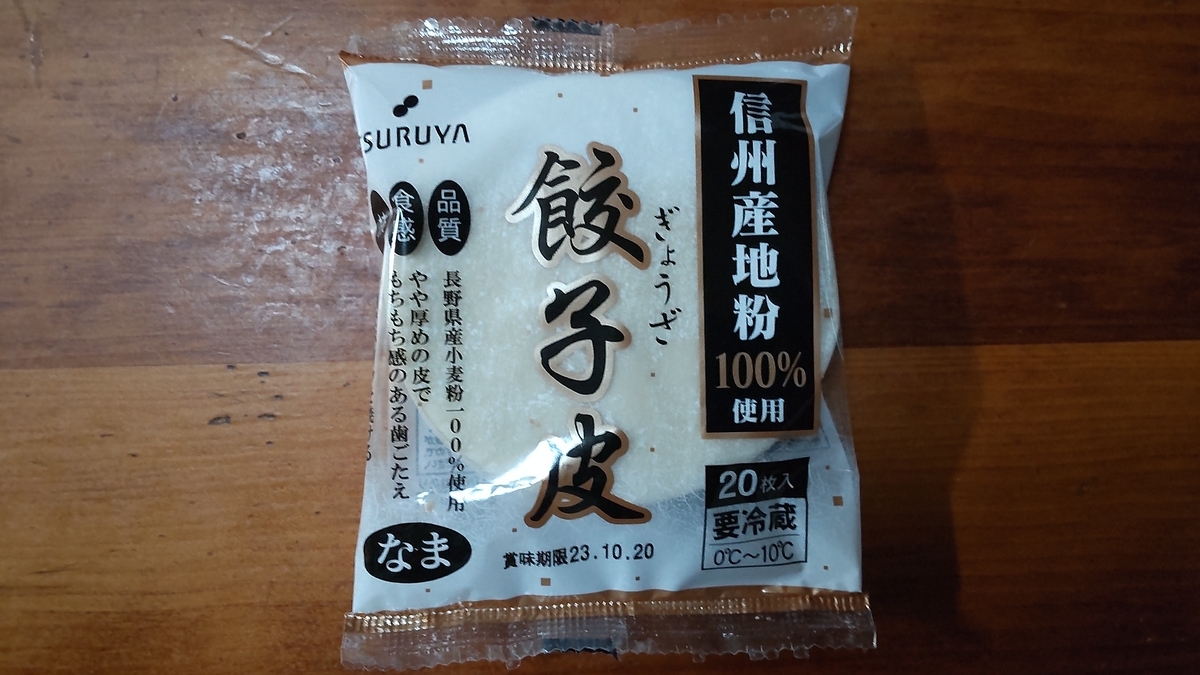 SURUYA
信州産地粉
100%
使用
ぎょうざ
餃子皮
品質
長野県産小麦粉一00%使用
食感
やや厚めの皮で
もちもち感のある歯ごたえ
なま
賞味期限23.10.20
20枚入
要冷蔵
0℃~10℃